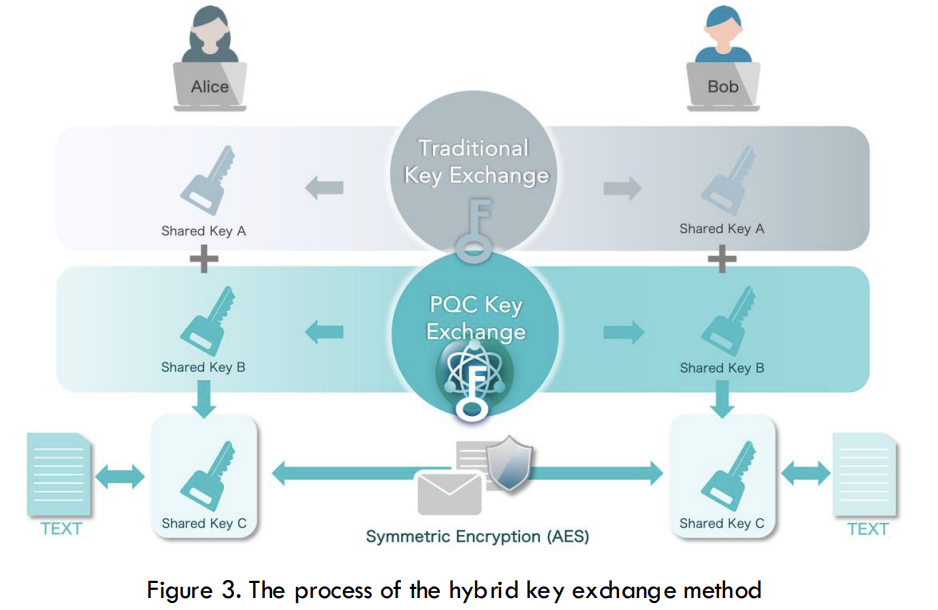 Alice
Bob
Traditional
Key Exchange
Shared Key A
Shared Key A
+
+
PQC Key
Exchange
Shared Key B
Shared Key B
Shared Key C
Shared Key C
TEXT
TEXT
Symmetric Encryption (AES)
Figure 3. The process of the hybrid key exchange method